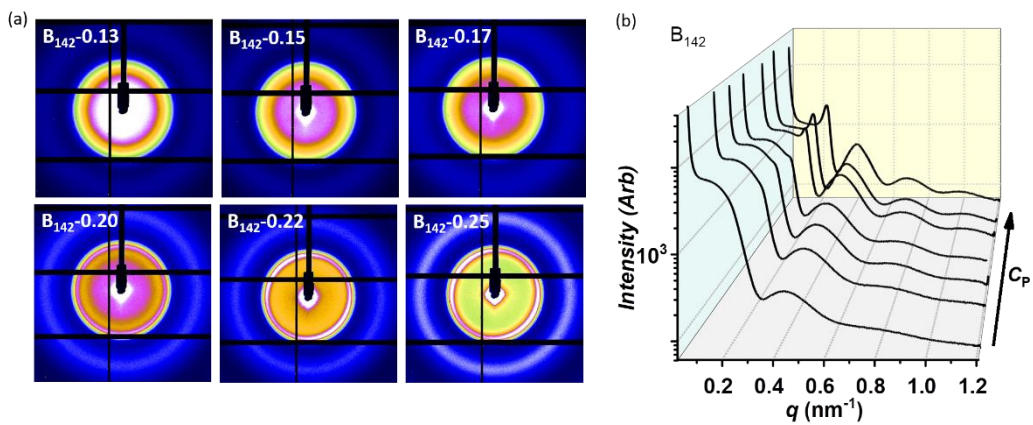 (a)
B₁₄₂-0.13
B₁₄₂-0.15
B₁₄₂-0.17
B₁₄₂-0.20
B₁₄₂-0.22
B₁₄₂-0.25
(b)
B₁₄₂
Intensity (Arb)
10³
0.2 0.4 0.6 0.8 1.0 1.2
q (nm⁻¹)
C_P